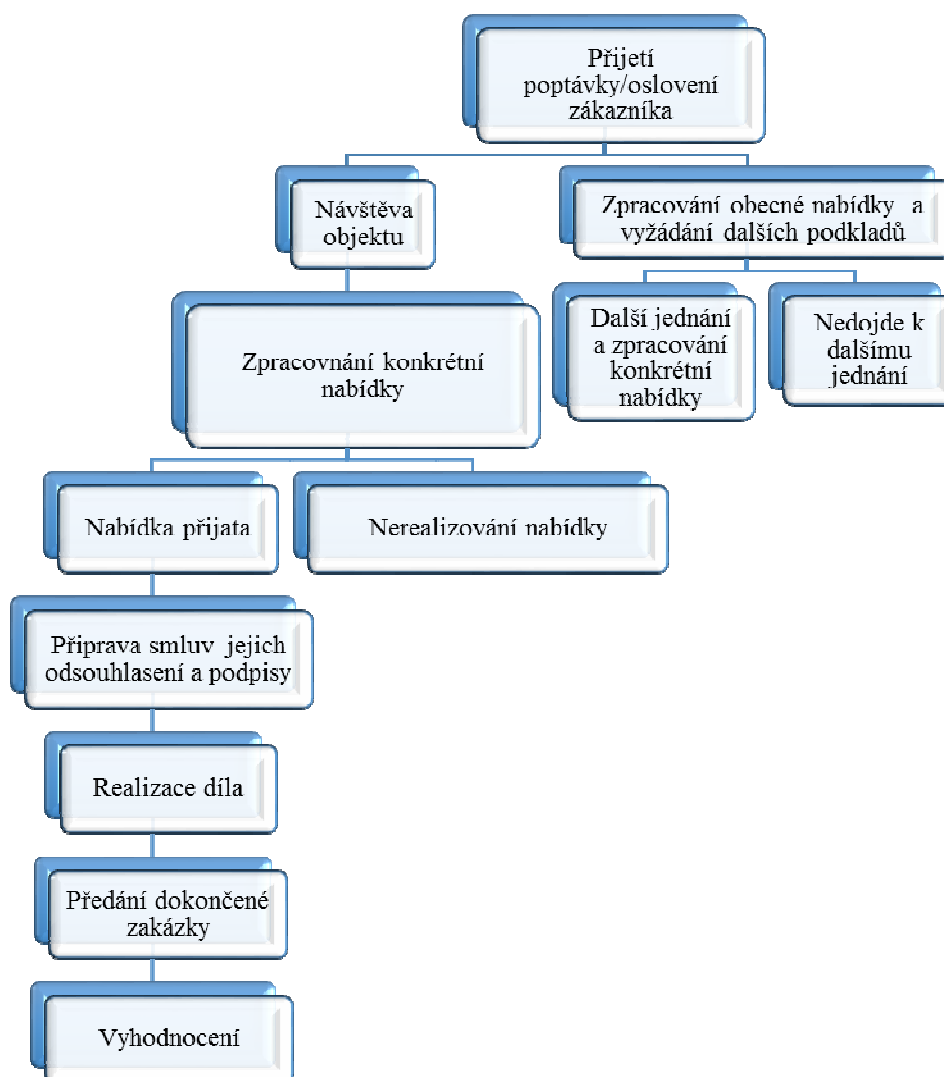 Přijetí
poptávky/oslovení
zákazníka
Návštěva
objektu
Zpracování obecné nabídky a
vyžádání dalších podkladů
Zpracovnání konkrétní
nabídky
Další jednání
a zpracování
konkrétní
nabídky
Nedojde k
dalšímu
jednání
Nabídka přijata
Nerealizování nabídky
Připrava smluv jejich
odsouhlasení a podpisy
Realizace díla
Předání dokončené
zakázky
Vyhodnocení